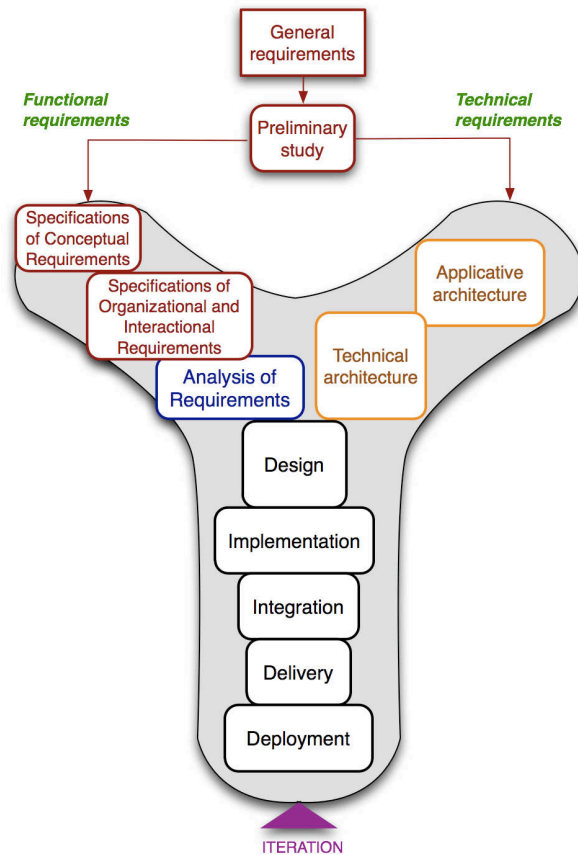 General
requirements
Functional
requirements
Technical
requirements
Preliminary
study
Specifications
of Conceptual
Requirements
Applicative
architecture
Specifications of
Organizational and
Interactional
Requirements
Technical
architecture
Analysis of
Requirements
Design
Implementation
Integration
Delivery
Deployment
ITERATION